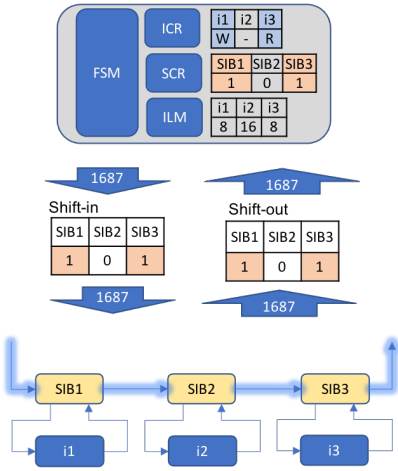 FSM
ICR
i1 i2 i3
W - R
SCR
SIB1 SIB2 SIB3
1 0 1
ILM
i1 i2 i3
8 16 8
1687
1687
Shift-in
SIB1 SIB2 SIB3
1 0 1
Shift-out
SIB1 SIB2 SIB3
1 0 1
1687
1687
SIB1 SIB2 SIB3
i1 i2 i3